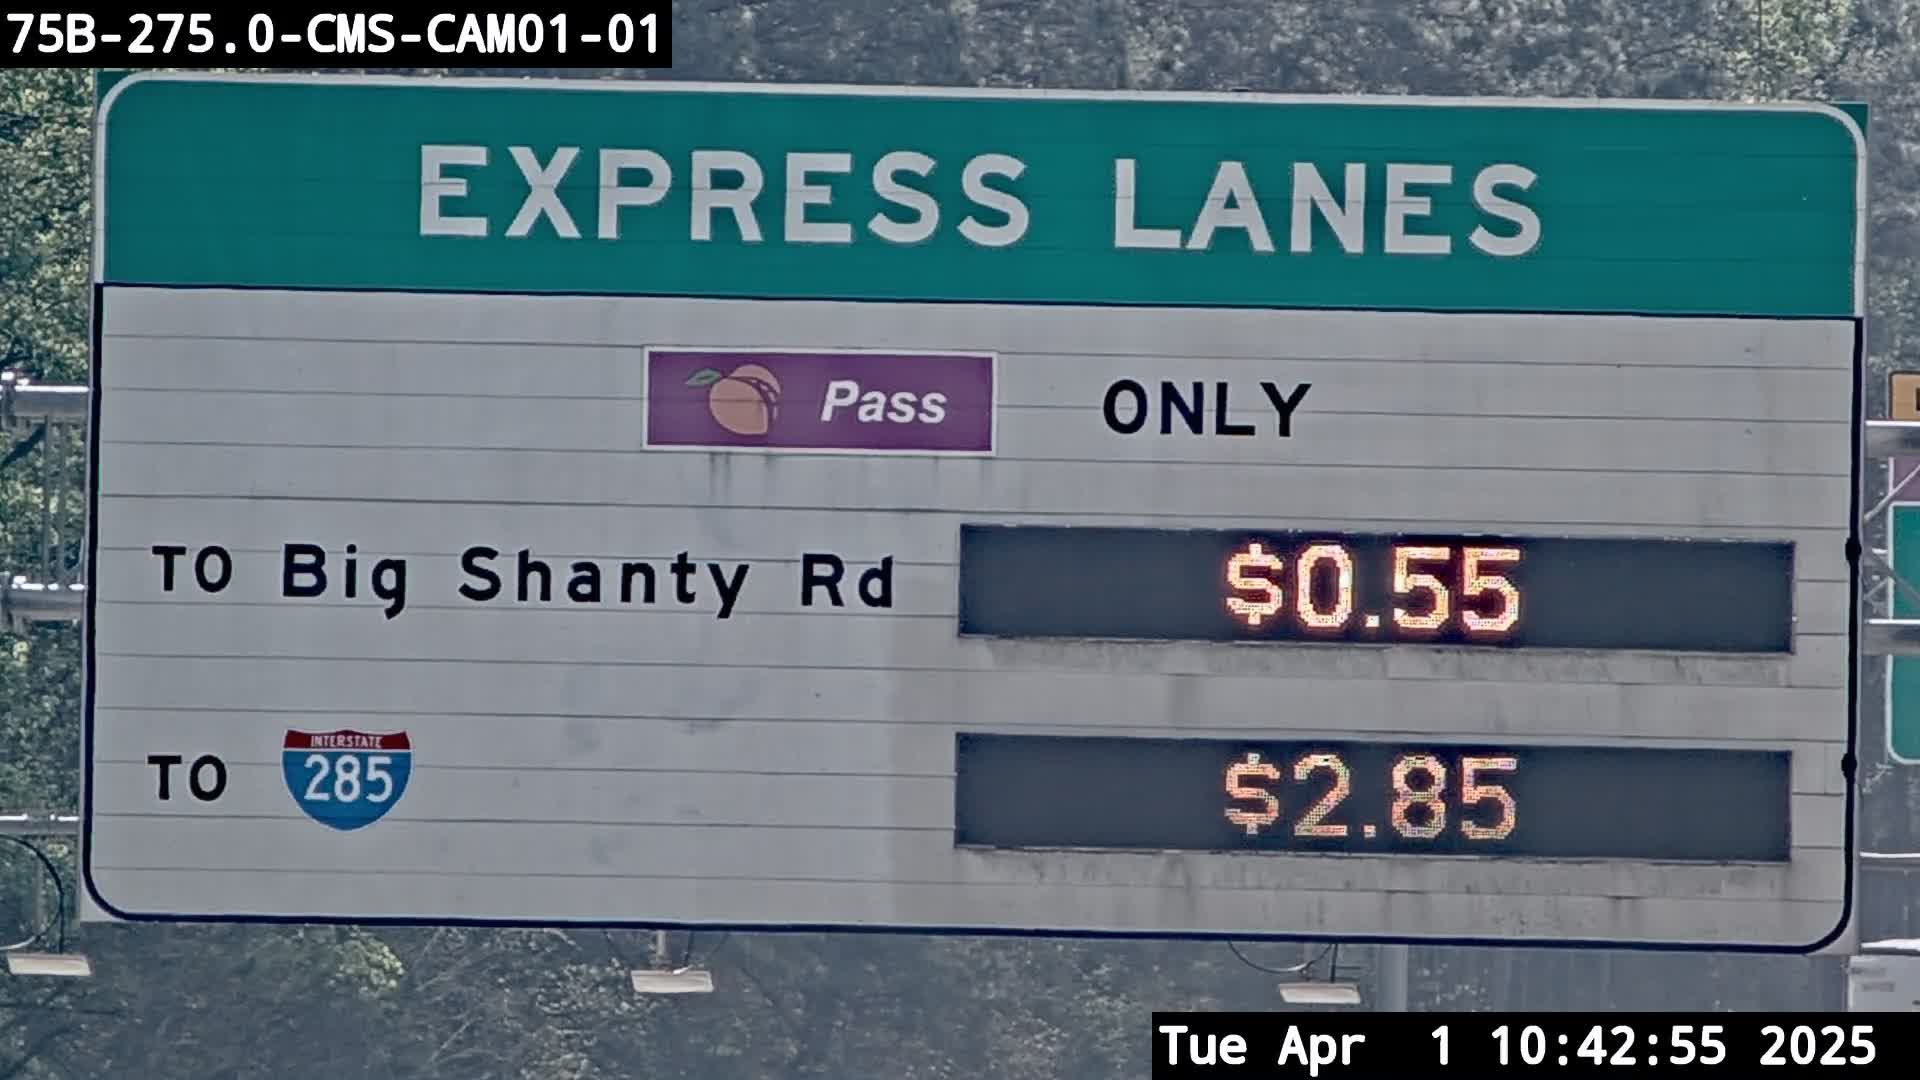 75B-275.0-CMS-CAM01-01
EXPRESS LANES
Pass ONLY
TO Big Shanty Rd $0.55
TO INTERSTATE 285 $2.85
Tue Apr 1 10:42:55 2025